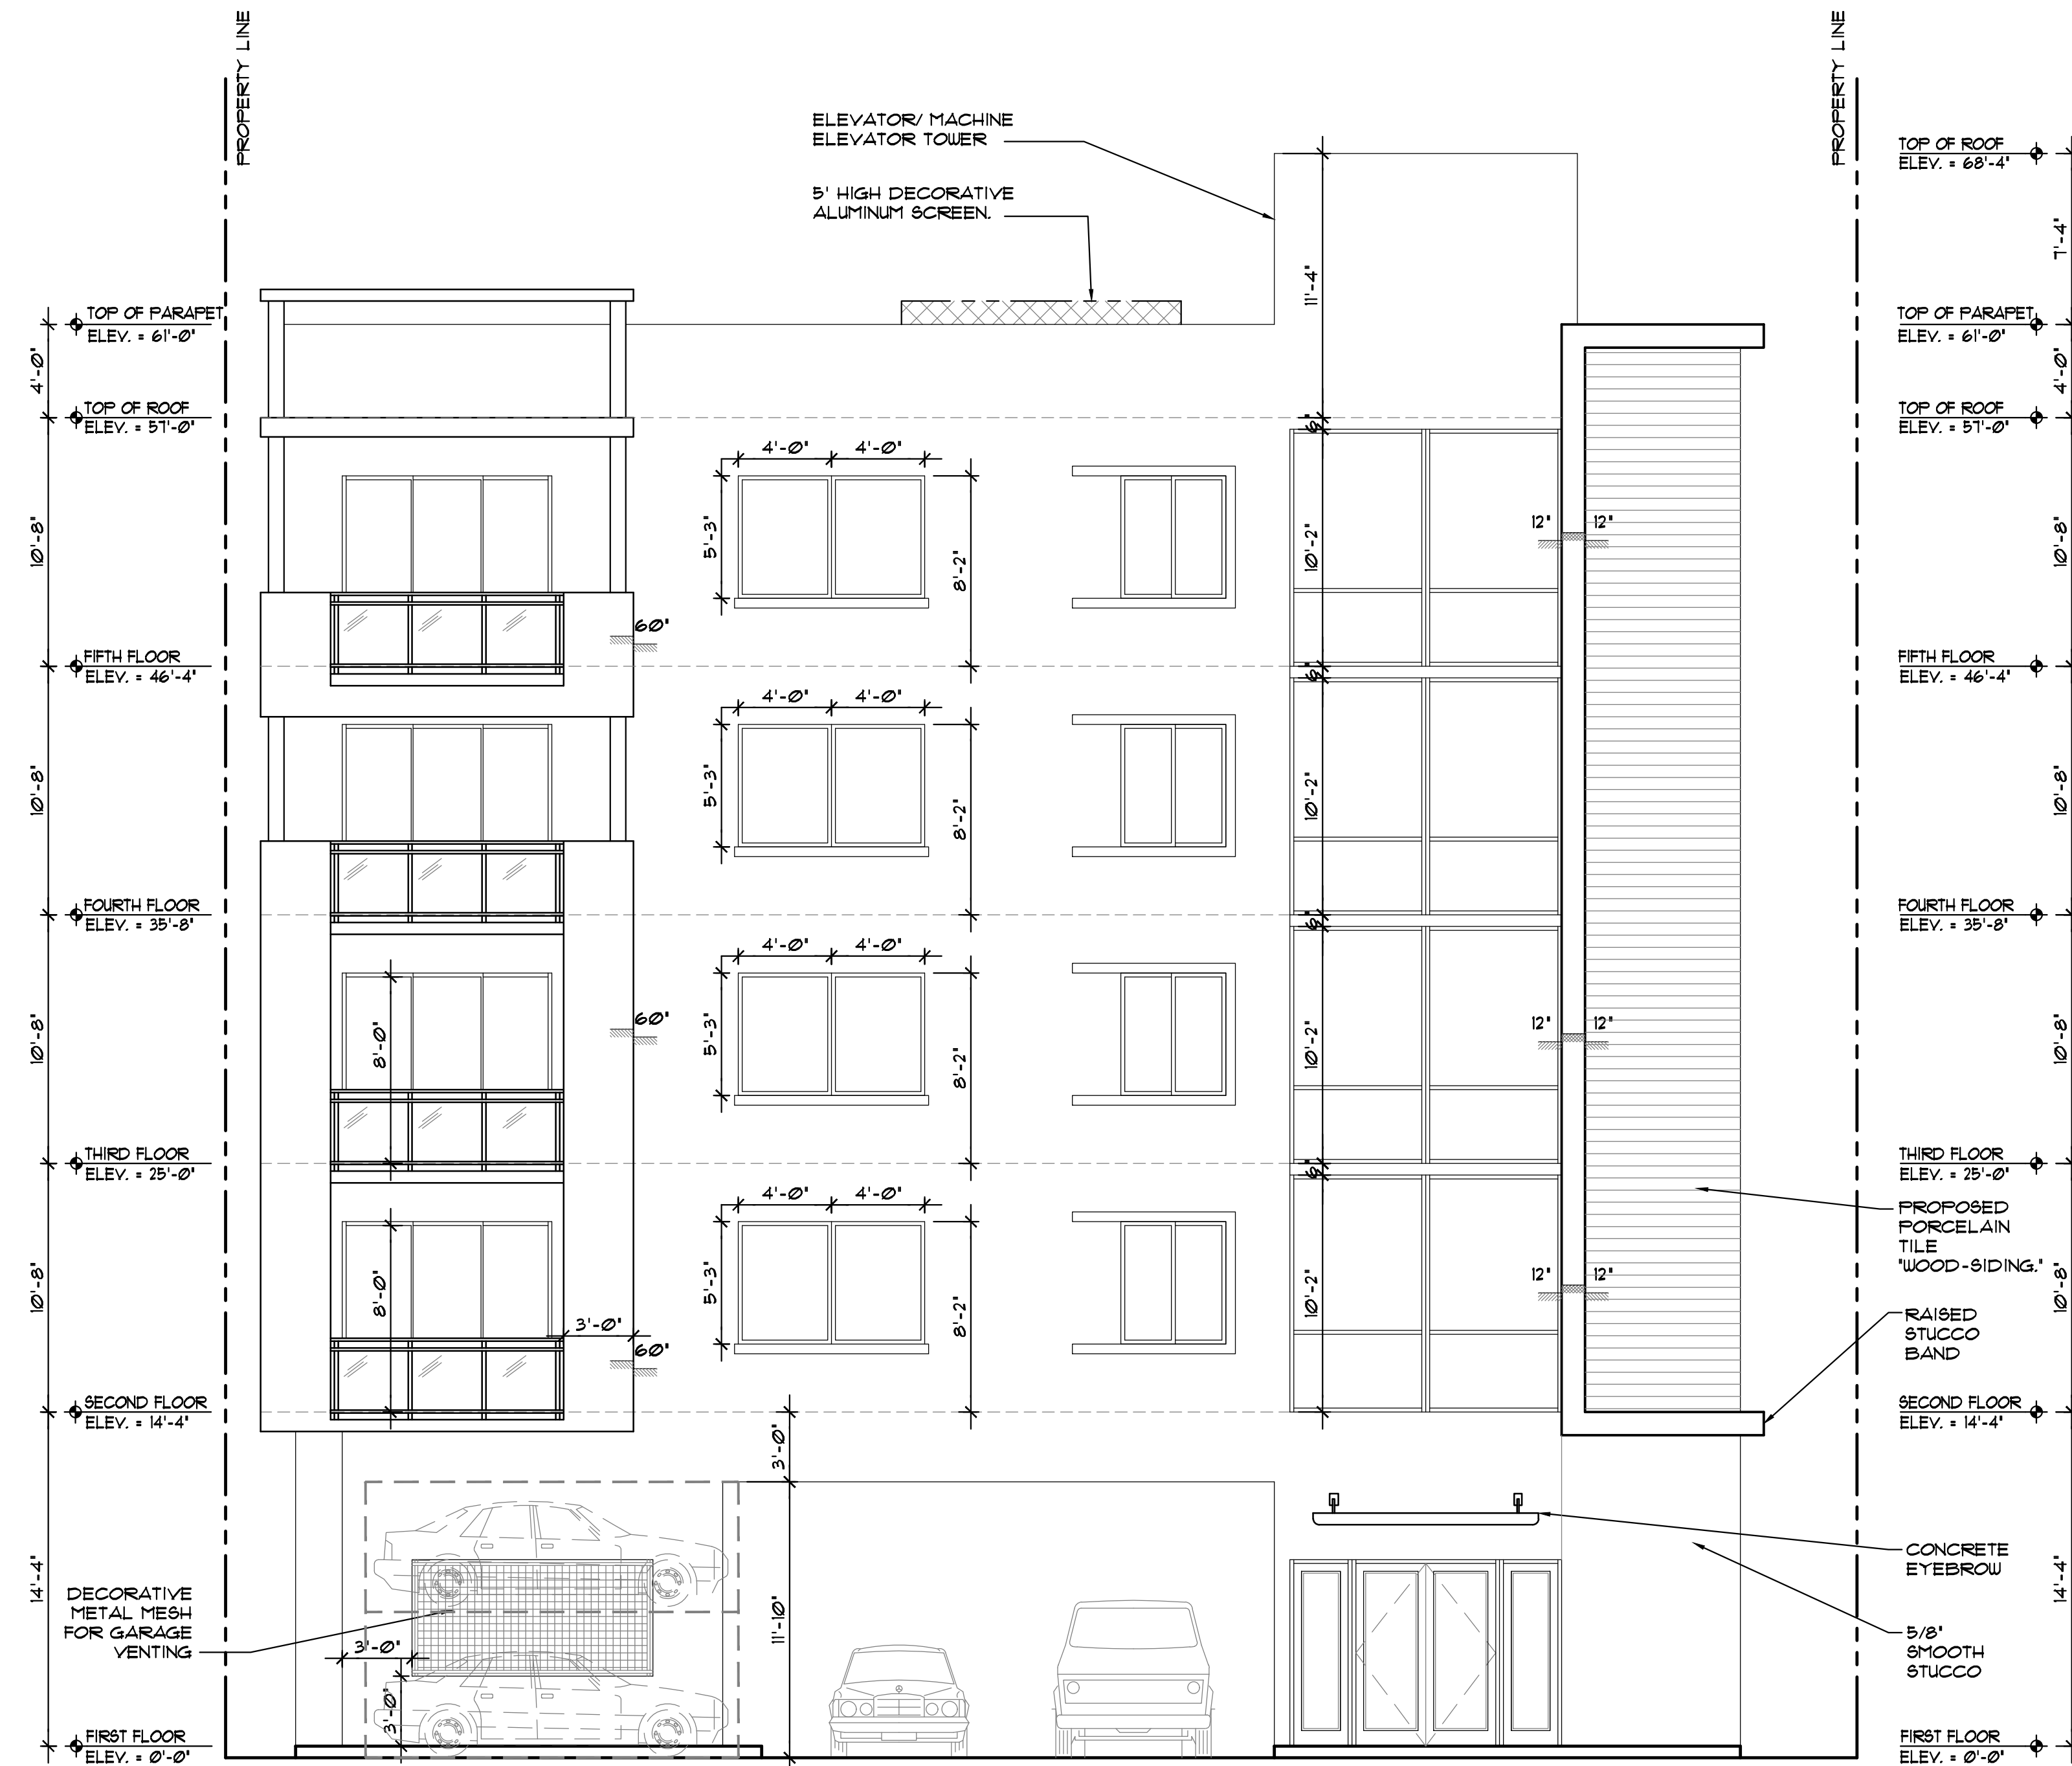 PROPERTY LINE
PROPERTY LINE
ELEVATOR/ MACHINE
ELEVATOR TOWER
5' HIGH DECORATIVE
ALUMINUM SCREEN.
TOP OF PARAPET
ELEV. = 61'-0"
4'-0"
TOP OF ROOF
ELEV. = 57'-0"
10'-8"
FIFTH FLOOR
ELEV. = 46'-4"
10'-8"
FOURTH FLOOR
ELEV. = 35'-8"
10'-8"
THIRD FLOOR
ELEV. = 25'-0"
10'-8"
SECOND FLOOR
ELEV. = 14'-4"
14'-4"
DECORATIVE
METAL MESH
FOR GARAGE
VENTING
FIRST FLOOR
ELEV. = 0'-0"
60"
8'-0"
60"
8'-0"
3'-0"
60"
3'-0"
3'-0"
4'-0" 4'-0"
5'-3"
8'-2"
4'-0" 4'-0"
5'-3"
8'-2"
4'-0" 4'-0"
5'-3"
8'-2"
4'-0" 4'-0"
5'-3"
8'-2"
3'-0"
11'-10"
11'-4"
6"
10'-2"
6"
10'-2"
6"
10'-2"
6"
10'-2"
12" 12"
12" 12"
12" 12"
TOP OF ROOF
ELEV. = 68'-4"
7'-4"
TOP OF PARAPET
ELEV. = 61'-0"
4'-0"
TOP OF ROOF
ELEV. = 57'-0"
10'-8"
FIFTH FLOOR
ELEV. = 46'-4"
10'-8"
FOURTH FLOOR
ELEV. = 35'-8"
10'-8"
THIRD FLOOR
ELEV. = 25'-0"
PROPOSED
PORCELAIN
TILE
"WOOD-SIDING."
10'-8"
RAISED
STUCCO
BAND
SECOND FLOOR
ELEV. = 14'-4"
CONCRETE
EYEBROW
14'-4"
5/8"
SMOOTH
STUCCO
FIRST FLOOR
ELEV. = 0'-0"